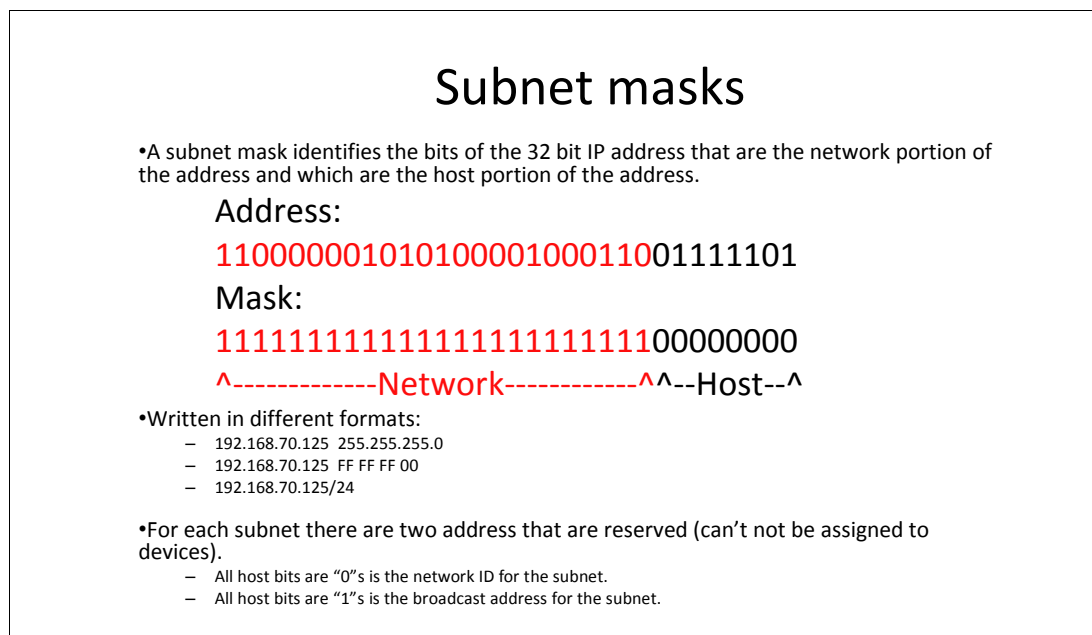 Subnet masks
•A subnet mask identifies the bits of the 32 bit IP address that are the network portion of
the address and which are the host portion of the address.
Address:
11000000101010000100011001111101
Mask:
11111111111111111111111100000000
^-------------Network------------^^--Host--^
•Written in different formats:
– 192.168.70.125  255.255.255.0
– 192.168.70.125  FF FF FF 00
– 192.168.70.125/24
•For each subnet there are two address that are reserved (can’t not be assigned to
devices).
– All host bits are “0”s is the network ID for the subnet.
– All host bits are “1”s is the broadcast address for the subnet.